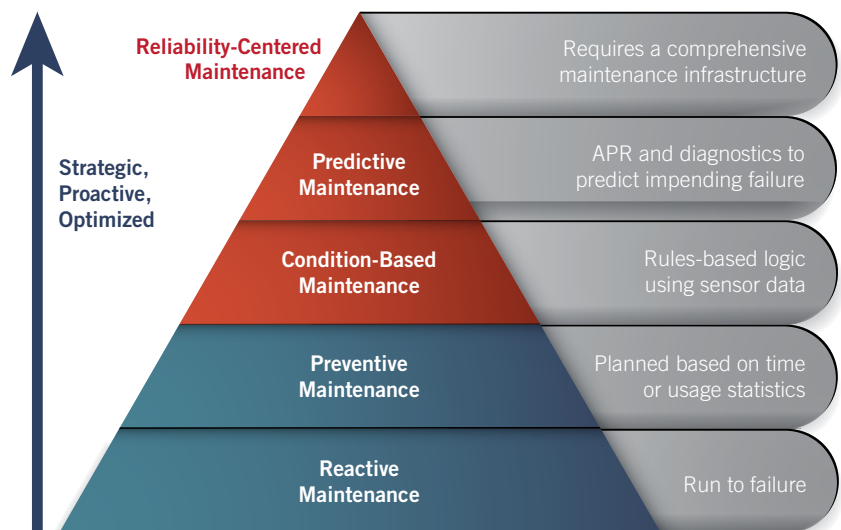 Reliability-Centered
Maintenance
Requires a comprehensive
maintenance infrastructure
Strategic,
Proactive,
Optimized
Predictive
Maintenance
APR and diagnostics to
predict impending failure
Condition-Based
Maintenance
Rules-based logic
using sensor data
Preventive
Maintenance
Planned based on time
or usage statistics
Reactive
Maintenance
Run to failure